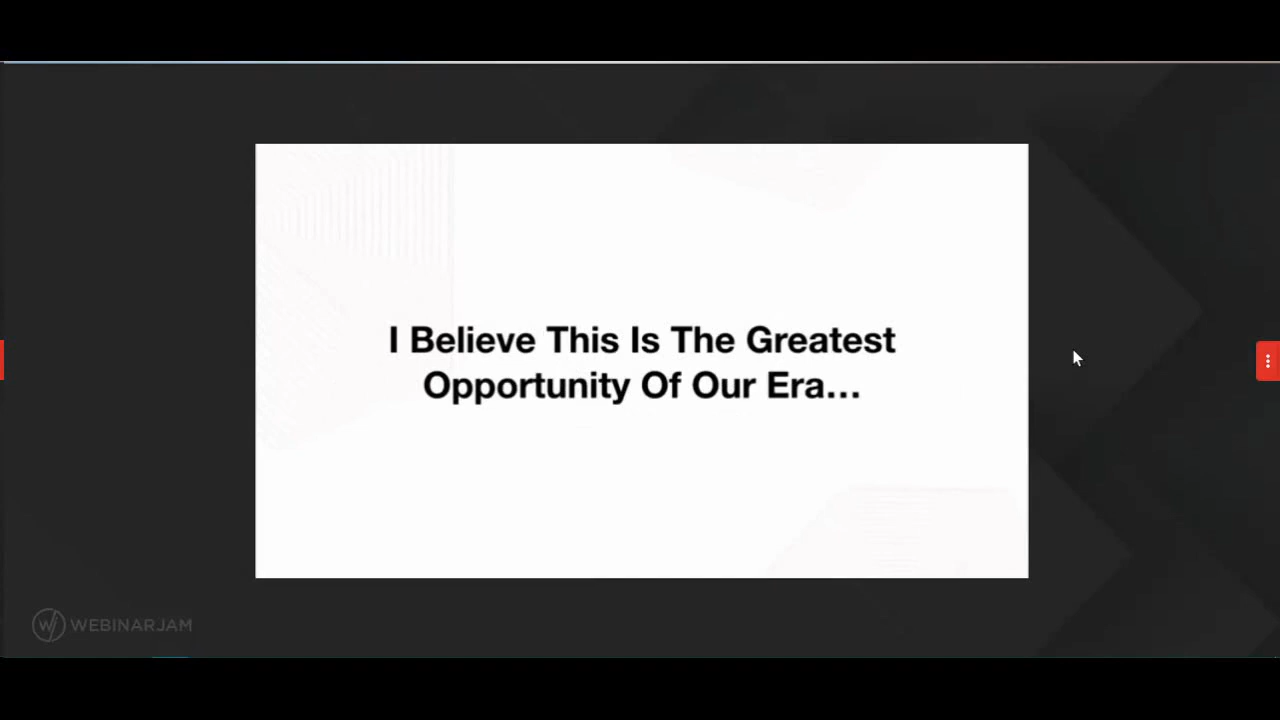 I Believe This Is The Greatest
Opportunity Of Our Era...
WEBINARJAM